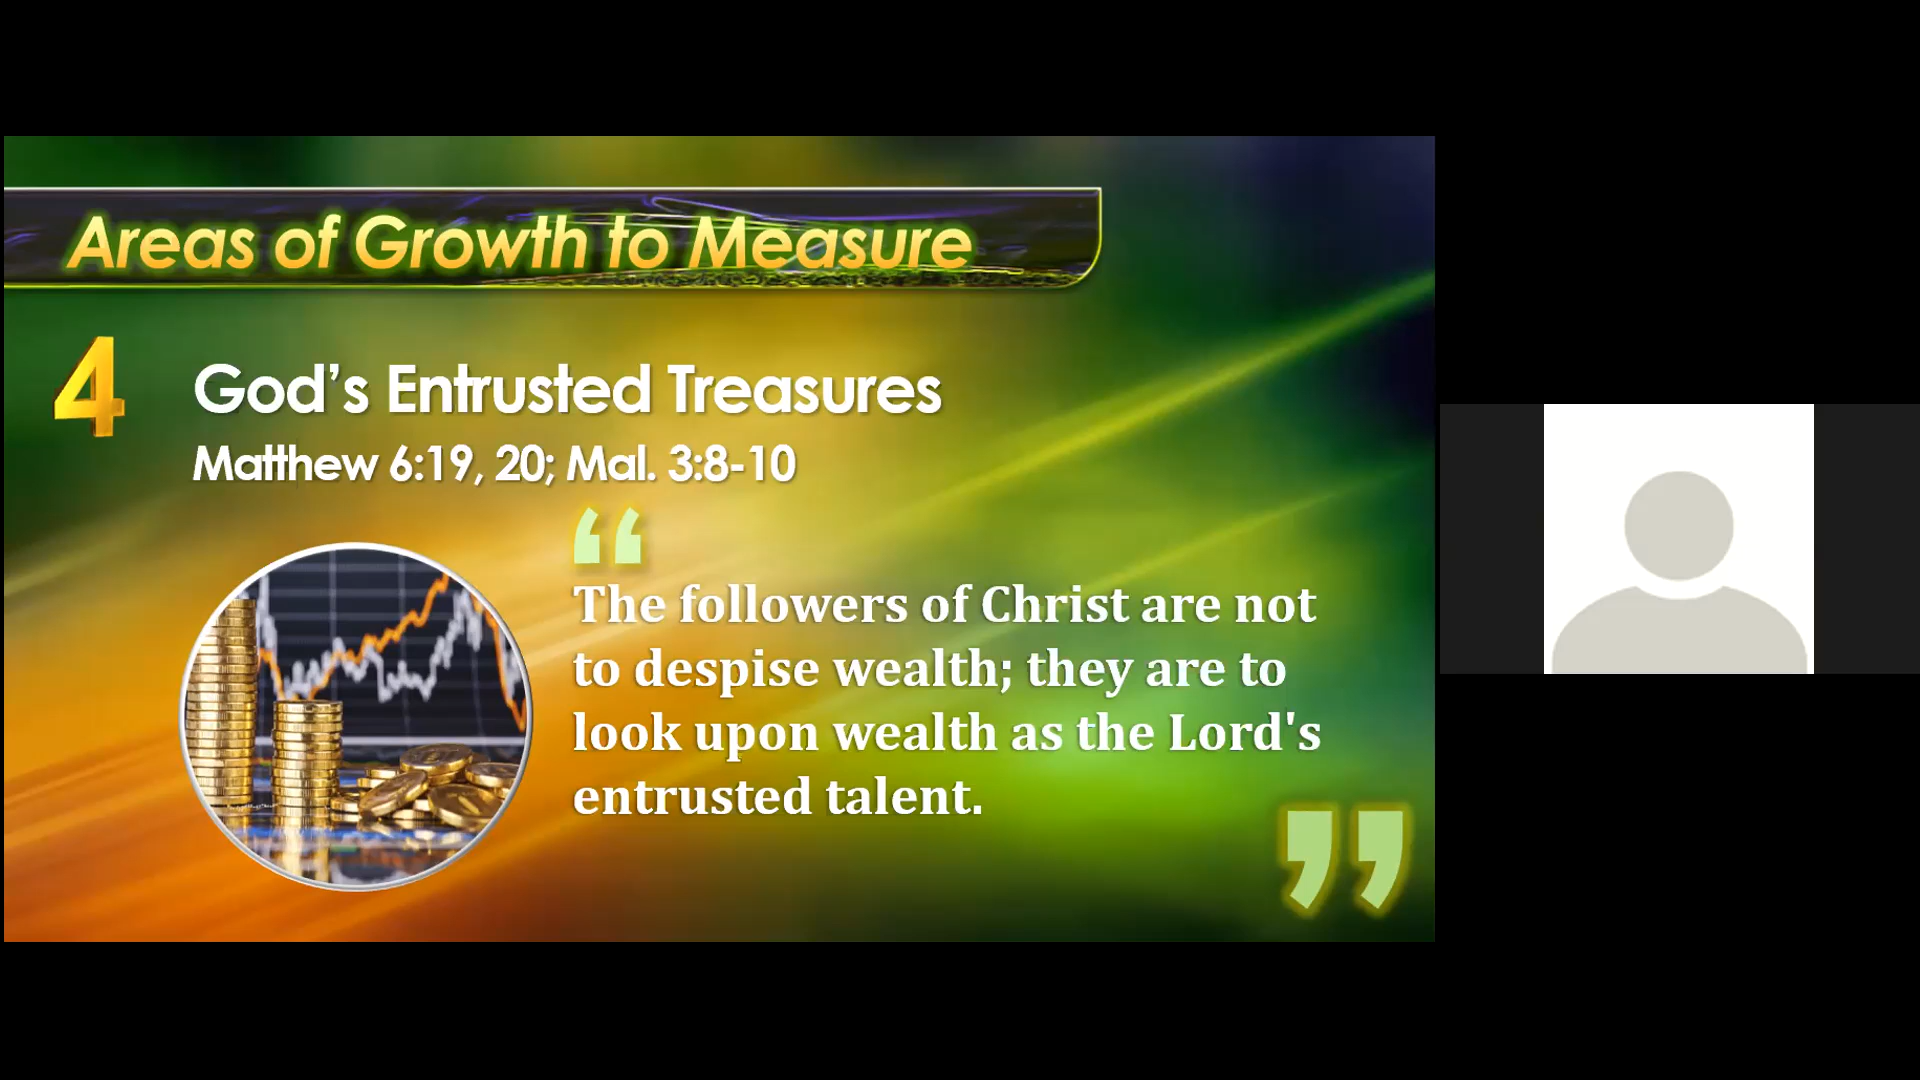 Areas of Growth to Measure
4
God’s Entrusted Treasures
Matthew 6:19, 20; Mal. 3:8-10
“
The followers of Christ are not
to despise wealth; they are to
look upon wealth as the Lord's
entrusted talent.
”